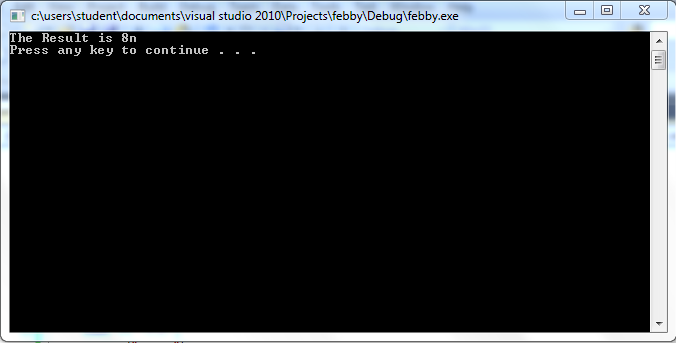 c:\users\student\documents\visual studio 2010\Projects\febby\Debug\febby.exe
The Result is 8n
Press any key to continue . . .